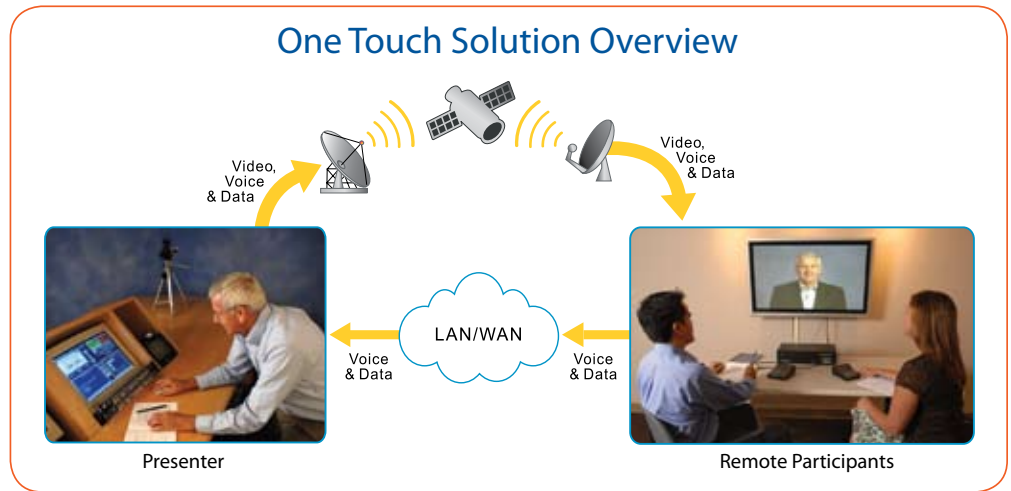 One Touch Solution Overview
Video,
Voice
& Data
Video,
Voice
& Data
LAN/WAN
Voice
& Data
Voice
& Data
Presenter
Remote Participants